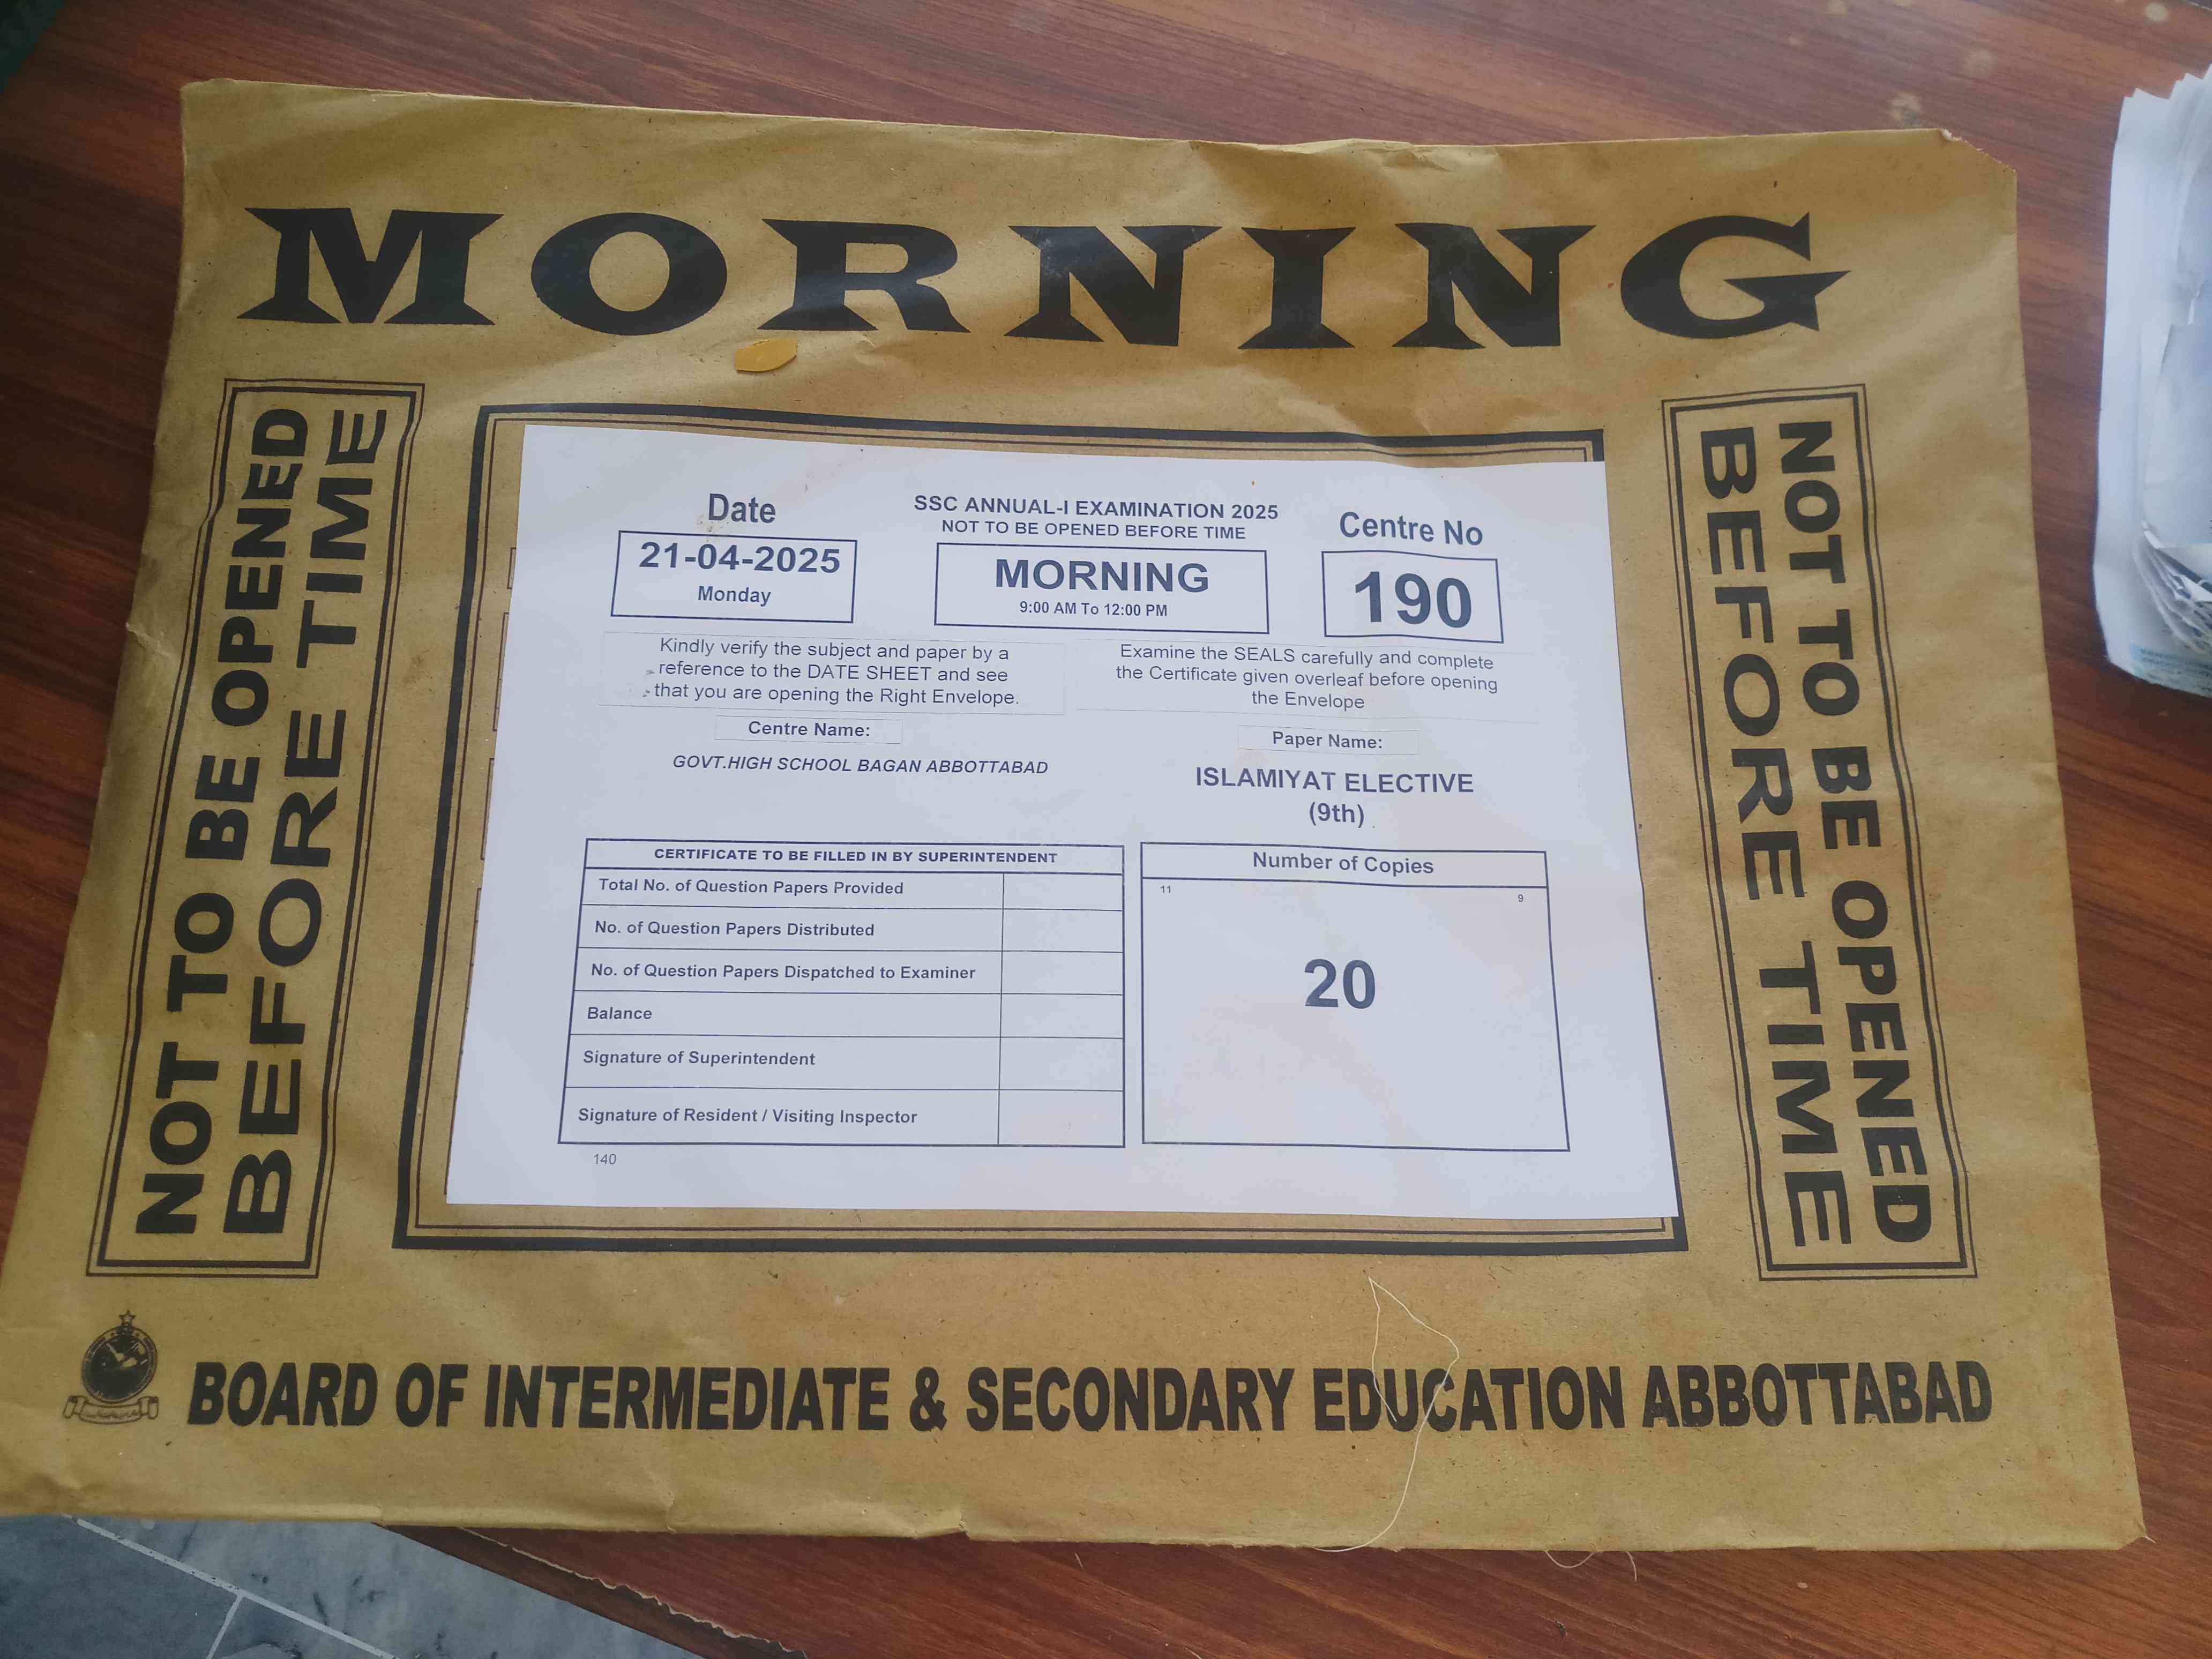 MORNING
NOT TO BE OPENED
BEFORE TIME
Date
21-04-2025
Monday
SSC ANNUAL-I EXAMINATION 2025
NOT TO BE OPENED BEFORE TIME
MORNING
9:00 AM To 12:00 PM
Centre No
190
Kindly verify the subject and paper by a
reference to the DATE SHEET and see
that you are opening the Right Envelope.
Examine the SEALS carefully and complete
the Certificate given overleaf before opening
the Envelope
Centre Name:
GOVT.HIGH SCHOOL BAGAN ABBOTTABAD
Paper Name:
ISLAMIYAT ELECTIVE
(9th)
CERTIFICATE TO BE FILLED IN BY SUPERINTENDENT
Total No. of Question Papers Provided
No. of Question Papers Distributed
No. of Question Papers Dispatched to Examiner
Balance
Signature of Superintendent
Signature of Resident / Visiting Inspector
Number of Copies
11 9
20
140
NOT TO BE OPENED
BEFORE TIME
BOARD OF INTERMEDIATE & SECONDARY EDUCATION ABBOTTABAD